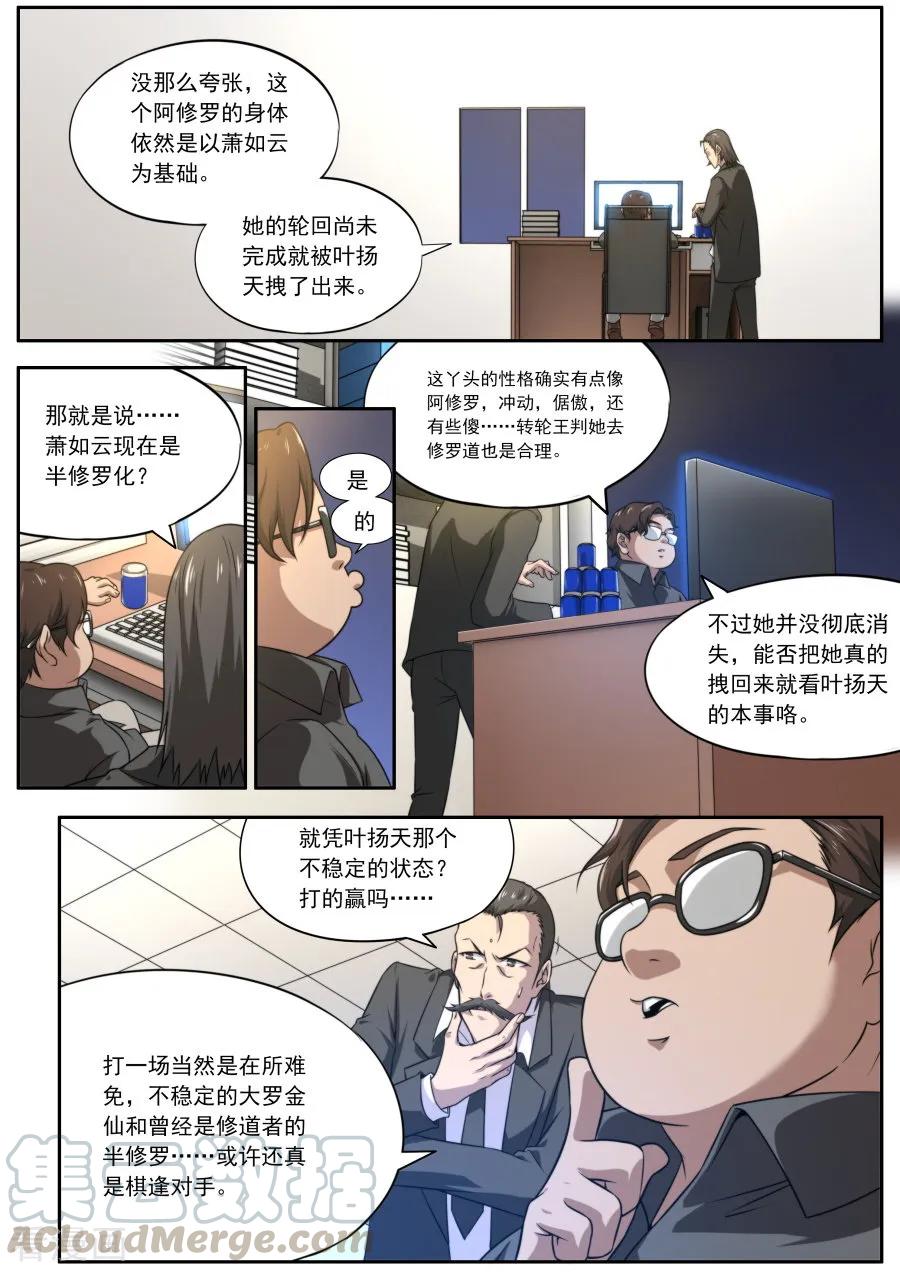 没那么夸张，这
个阿修罗的身体
依然是以萧如云
为基础。
她的轮回尚未
完成就被叶扬
天拽了出来。
那就是说……
萧如云现在是
半修罗化？
是
的
这丫头的性格确实有点像
阿修罗，冲动，倨傲，还
有些傻……转轮王判她去
修罗道也是合理。
不过她并没彻底消
失，能否把她真的
拽回来就看叶扬天
的本事咯。
就凭叶扬天那个
不稳定的状态？
打的赢吗……
打一场当然是在所难
免，不稳定的大罗金
仙和曾经是修道者的
半修罗……或许还真
是棋逢对手。
集云数据
ACloudMerge.com
看漫画